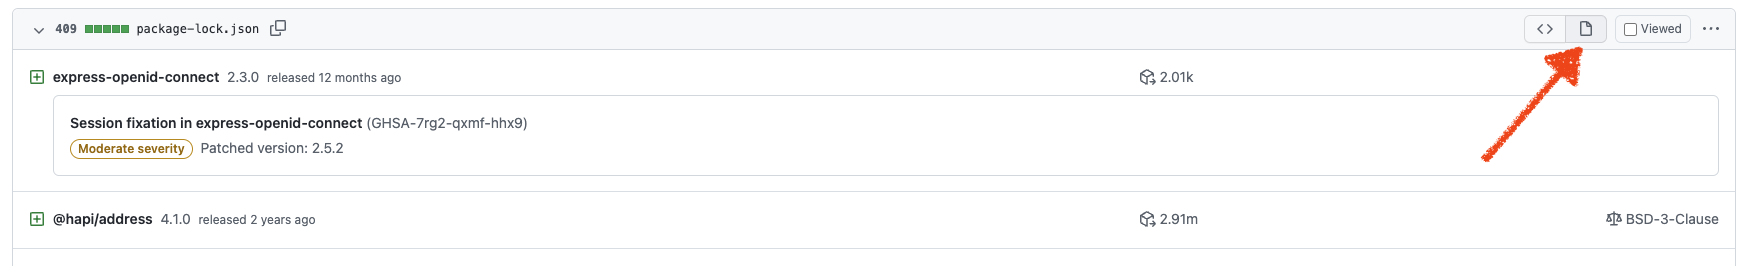 409 package-lock.json Viewed
express-openid-connect 2.3.0 released 12 months ago 2.01k
Session fixation in express-openid-connect (GHSA-7rg2-qxmf-hhx9)
Moderate severity Patched version: 2.5.2
@hapi/address 4.1.0 released 2 years ago 2.91m BSD-3-Clause